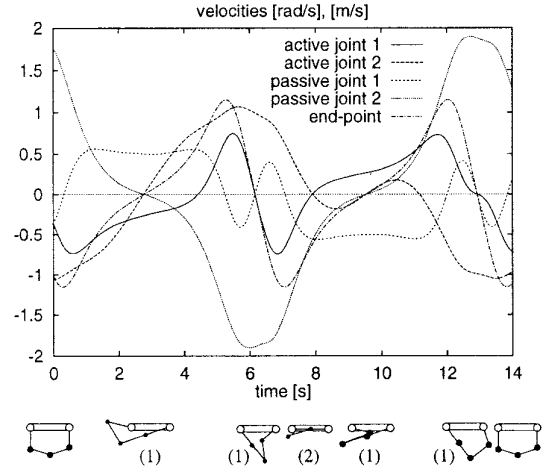 velocities [rad/s], [m/s]
2
1.5
1
0.5
0
-0.5
-1
-1.5
-2
active joint 1
active joint 2
passive joint 1
passive joint 2
end-point
0 2 4 6 8 10 12 14
time [s]
(1) (1) (2) (1) (1)